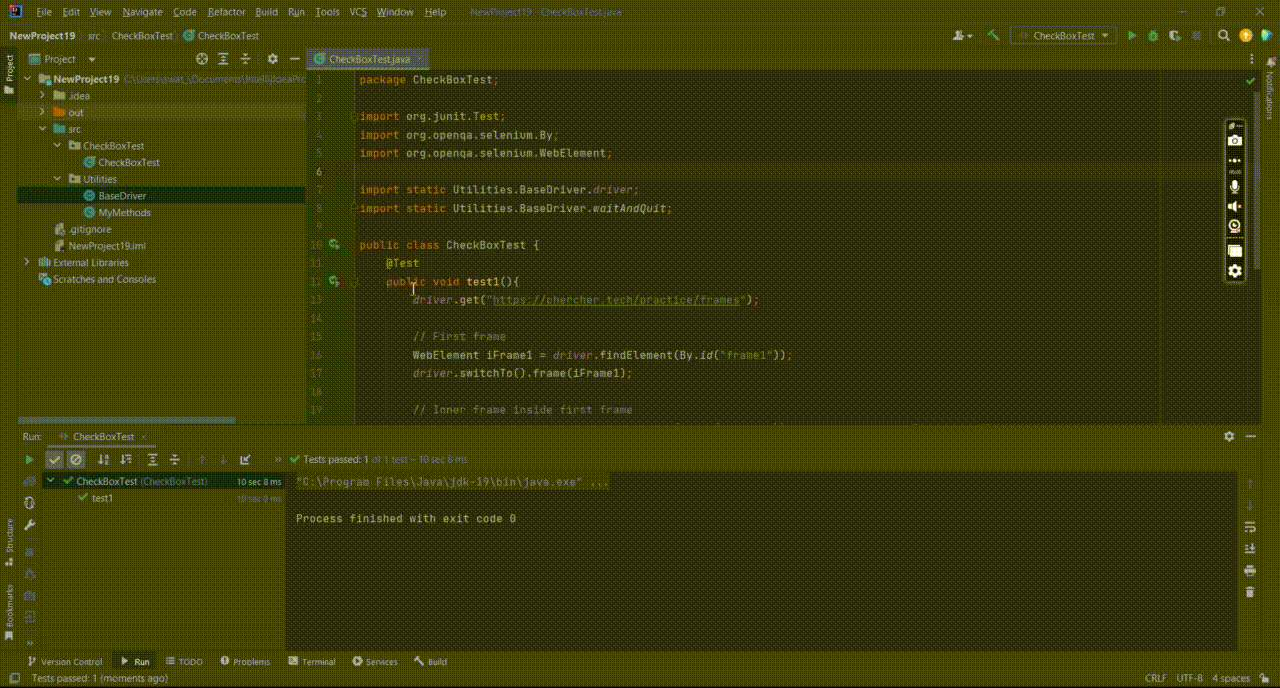 File Edit View Navigate Code Refactor Build Run Tools VCS Window Help NewProject19 - CheckBoxTest.java
NewProject19 src CheckBoxTest CheckBoxTest CheckBoxTest
Project
Project
CheckBoxTest.java
NewProject19
.idea
out
src
CheckBoxTest
CheckBoxTest
Utilities
BaseDriver
MyMethods
.gitignore
NewProject19.iml
External Libraries
Scratches and Consoles
1 package CheckBoxTest;
2
3 import org.junit.Test;
4 import org.openqa.selenium.By;
5 import org.openqa.selenium.WebElement;
6
7 import static Utilities.BaseDriver.driver;
8 import static Utilities.BaseDriver.waitAndQuit;
9
10 public class CheckBoxTest {
11 @Test
12 public void test1(){
13 driver.get("https://chercher.tech/practice/frames");
14
15 // First frame
16 WebElement iFrame1 = driver.findElement(By.id("frame1"));
17 driver.switchTo().frame(iFrame1);
18
19 // Inner frame inside first frame
Notifications
Run: CheckBoxTest
Tests passed: 1 of 1 test – 10 sec 8 ms
CheckBoxTest (CheckBoxTest) 10 sec 8 ms
test1 10 sec 8 ms
"C:\Program Files\Java\jdk-19\bin\java.exe" ...
Process finished with exit code 0
Structure
Bookmarks
Version Control Run TODO Problems Terminal Services Build
Tests passed: 1 (moments ago) CRLF UTF-8 4 spaces